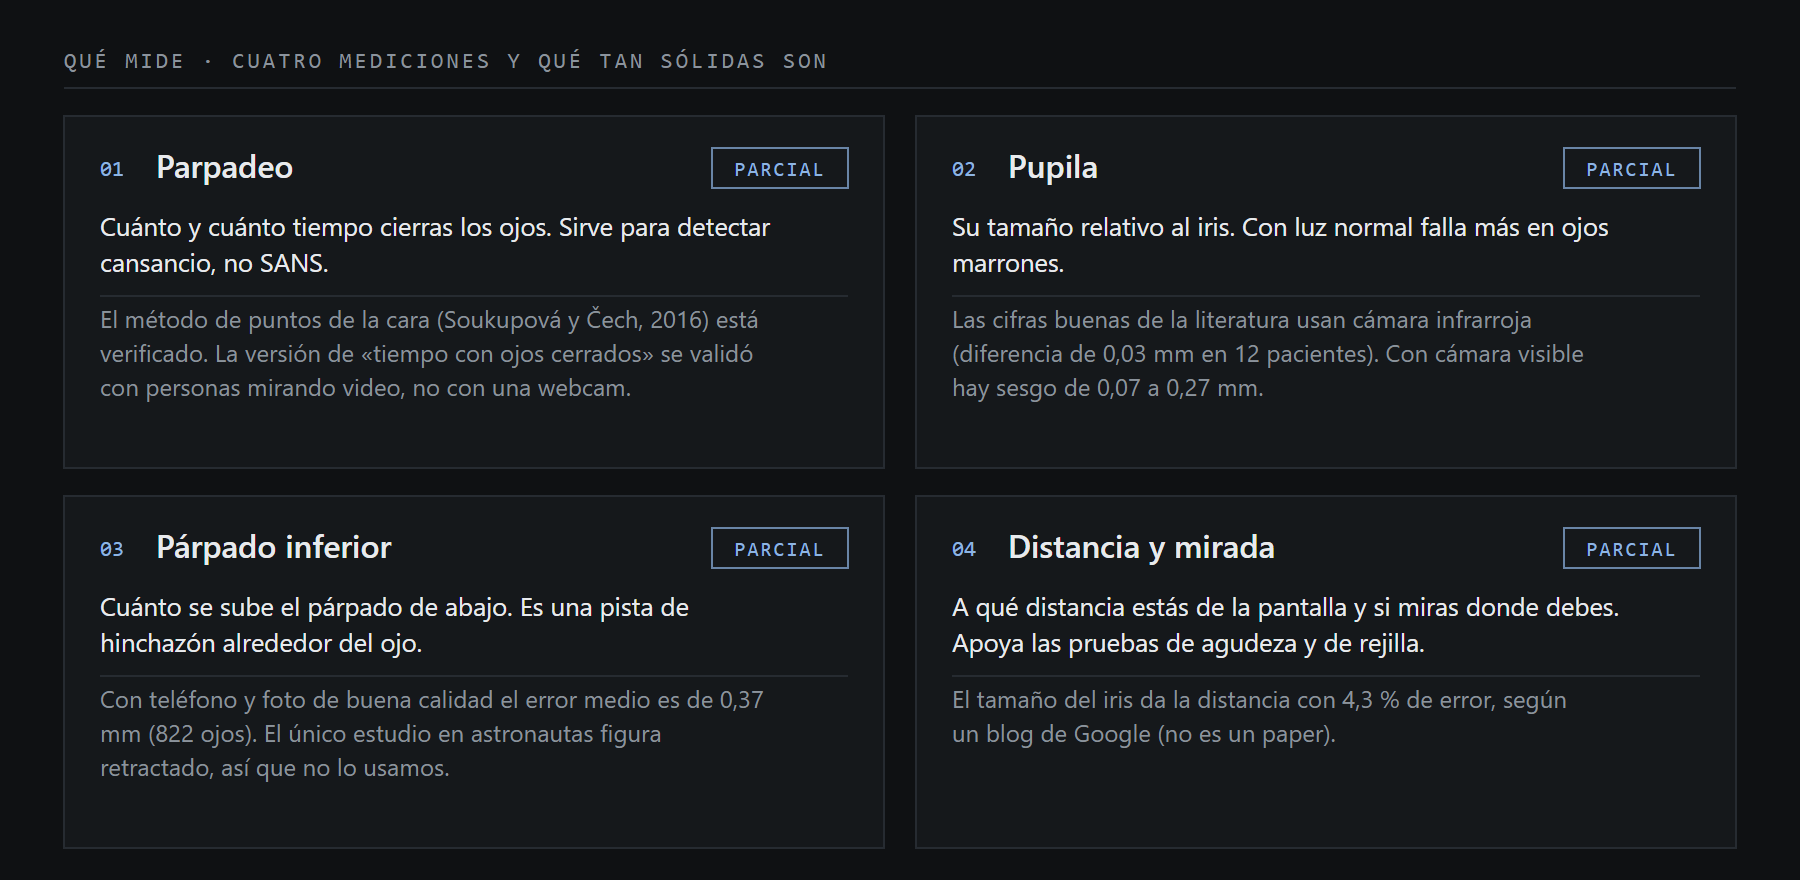 QUÉ MIDE · CUATRO MEDICIONES Y QUÉ TAN SÓLIDAS SON
01 Parpadeo PARCIAL
Cuánto y cuánto tiempo cierras los ojos. Sirve para detectar
cansancio, no SANS.
El método de puntos de la cara (Soukupová y Čech, 2016) está
verificado. La versión de «tiempo con ojos cerrados» se validó
con personas mirando video, no con una webcam.
02 Pupila PARCIAL
Su tamaño relativo al iris. Con luz normal falla más en ojos
marrones.
Las cifras buenas de la literatura usan cámara infrarroja
(diferencia de 0,03 mm en 12 pacientes). Con cámara visible
hay sesgo de 0,07 a 0,27 mm.
03 Párpado inferior PARCIAL
Cuánto se sube el párpado de abajo. Es una pista de
hinchazón alrededor del ojo.
Con teléfono y foto de buena calidad el error medio es de 0,37
mm (822 ojos). El único estudio en astronautas figura
retractado, así que no lo usamos.
04 Distancia y mirada PARCIAL
A qué distancia estás de la pantalla y si miras donde debes.
Apoya las pruebas de agudeza y de rejilla.
El tamaño del iris da la distancia con 4,3 % de error, según
un blog de Google (no es un paper).